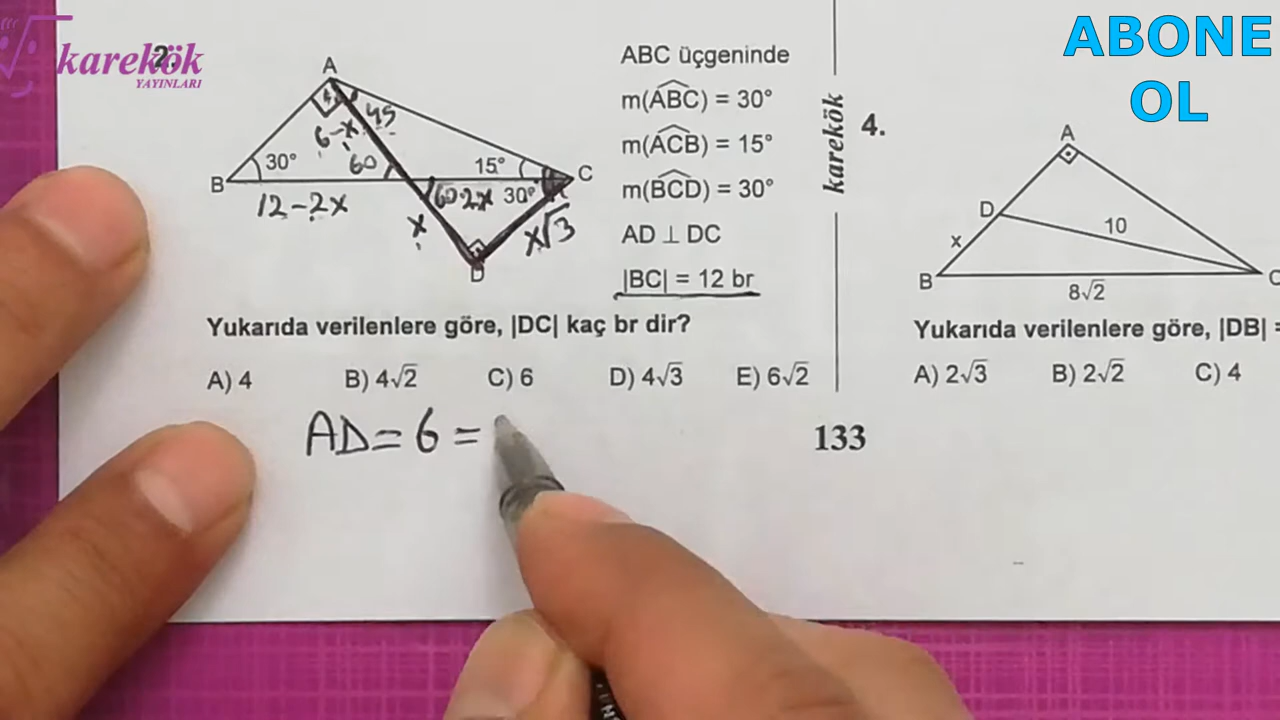 karekök
YAYINLARI
ABONE
OL
2.
A
45
6-x
60
30°
B
12-2x
15°
C
60
2x
30°
x
x√3
D
ABC üçgeninde
m(ABC) = 30°
m(ACB) = 15°
m(BCD) = 30°
AD ⊥ DC
|BC| = 12 br
Yukarıda verilenlere göre, |DC| kaç br dir?
A) 4 B) 4√2 C) 6 D) 4√3 E) 6√2
AD = 6 =
karekök
133
4.
A
D
10
x
B
8√2
C
Yukarıda verilenlere göre, |DB| =
A) 2√3 B) 2√2 C) 4